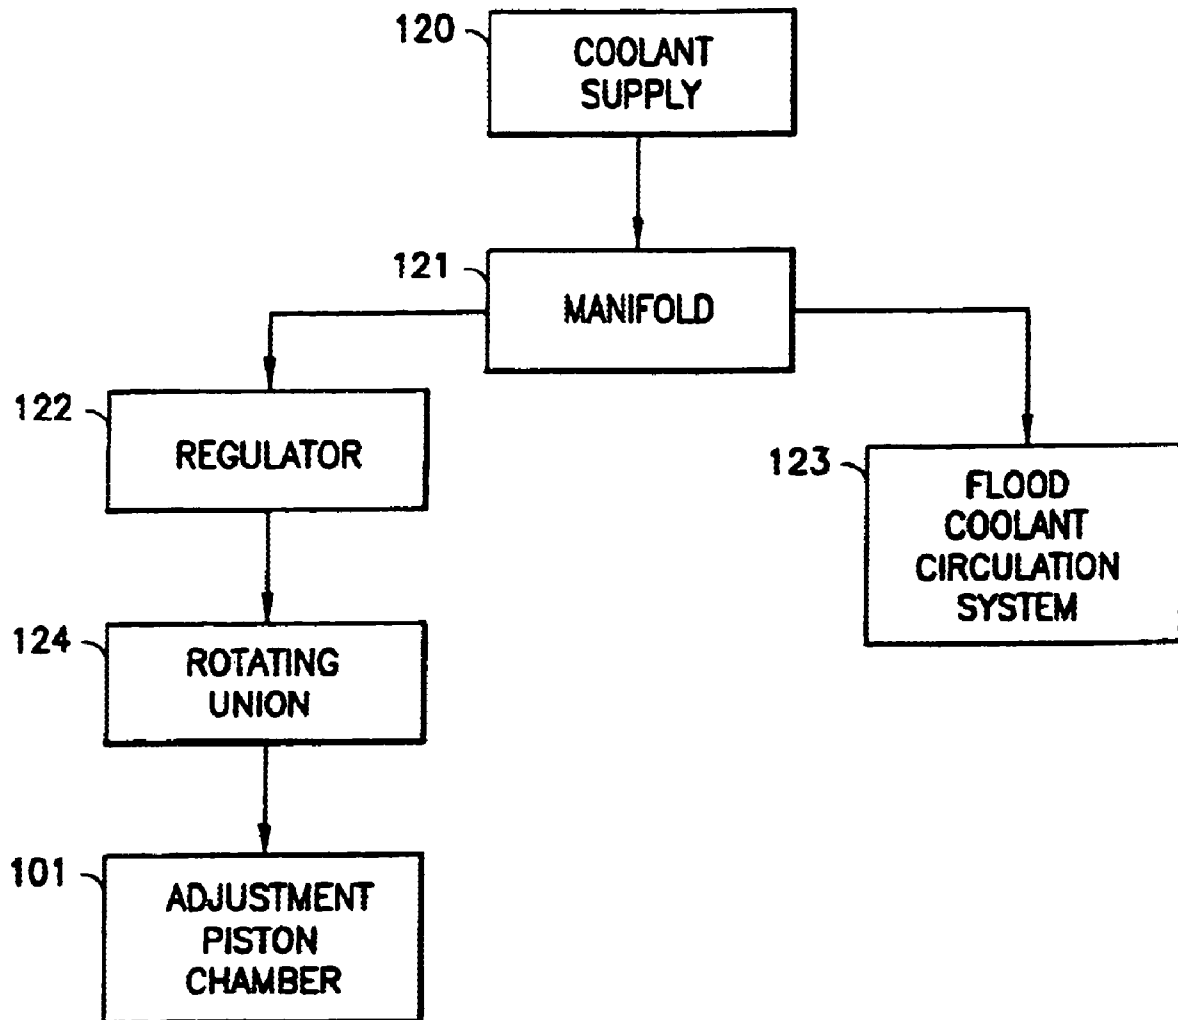 120
COOLANT
SUPPLY
121
MANIFOLD
122
REGULATOR
123
FLOOD
COOLANT
CIRCULATION
SYSTEM
124
ROTATING
UNION
101
ADJUSTMENT
PISTON
CHAMBER